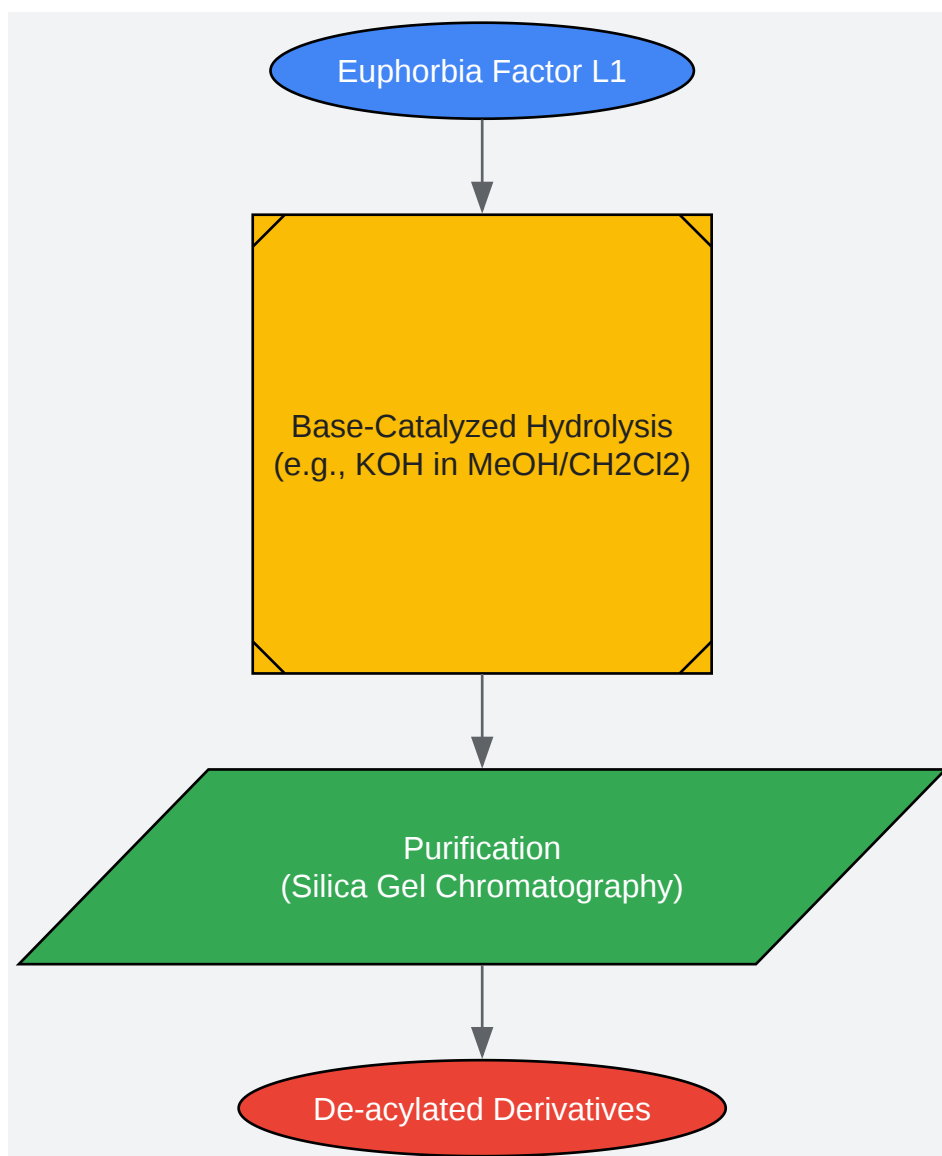 Euphorbia Factor L1
Base-Catalyzed Hydrolysis
(e.g., KOH in MeOH/CH2Cl2)
Purification
(Silica Gel Chromatography)
De-acylated Derivatives